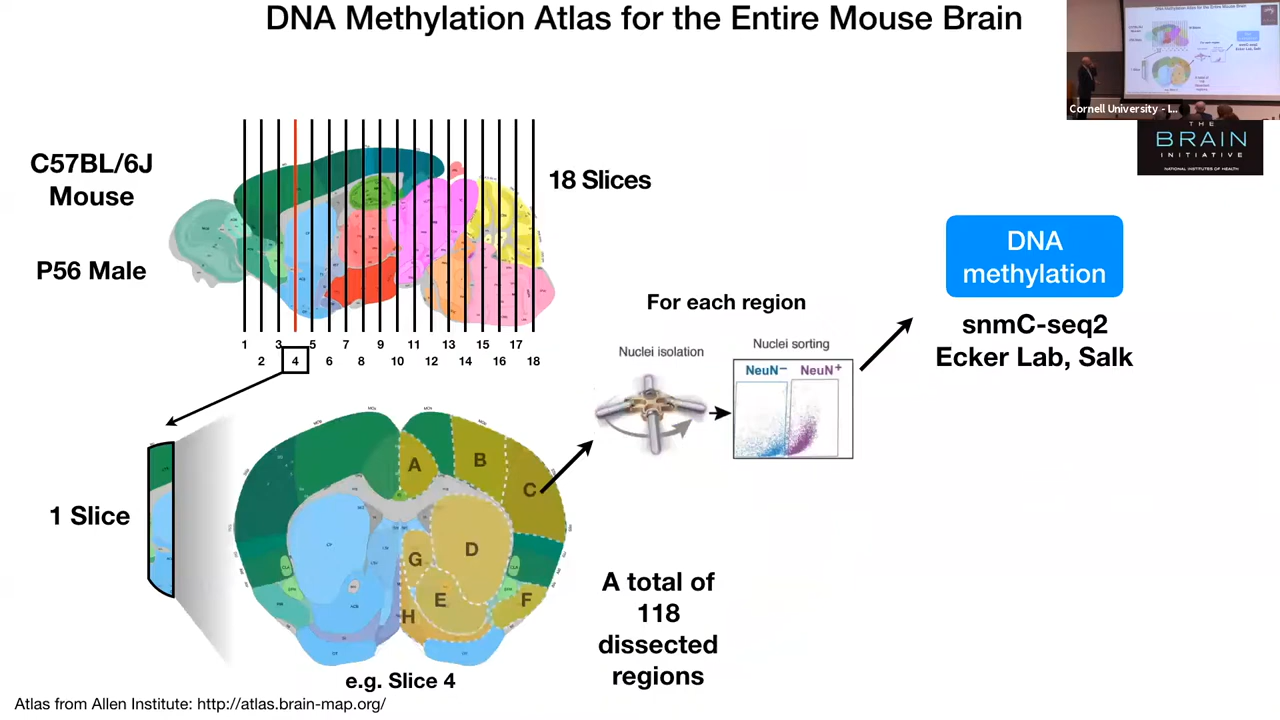 DNA Methylation Atlas for the Entire Mouse Brain
Cornell University - I...
THE
BRAIN
INITIATIVE
NATIONAL INSTITUTES OF HEALTH
C57BL/6J
Mouse
P56 Male
18 Slices
1 2 3 4 5 6 7 8 9 10 11 12 13 14 15 16 17 18
For each region
Nuclei isolation
Nuclei sorting
NeuN⁻ NeuN⁺
DNA
methylation
snmC-seq2
Ecker Lab, Salk
1 Slice
A
B
C
D
G
E
F
H
CP
CLA
A total of
118
dissected
regions
e.g. Slice 4
Atlas from Allen Institute: http://atlas.brain-map.org/